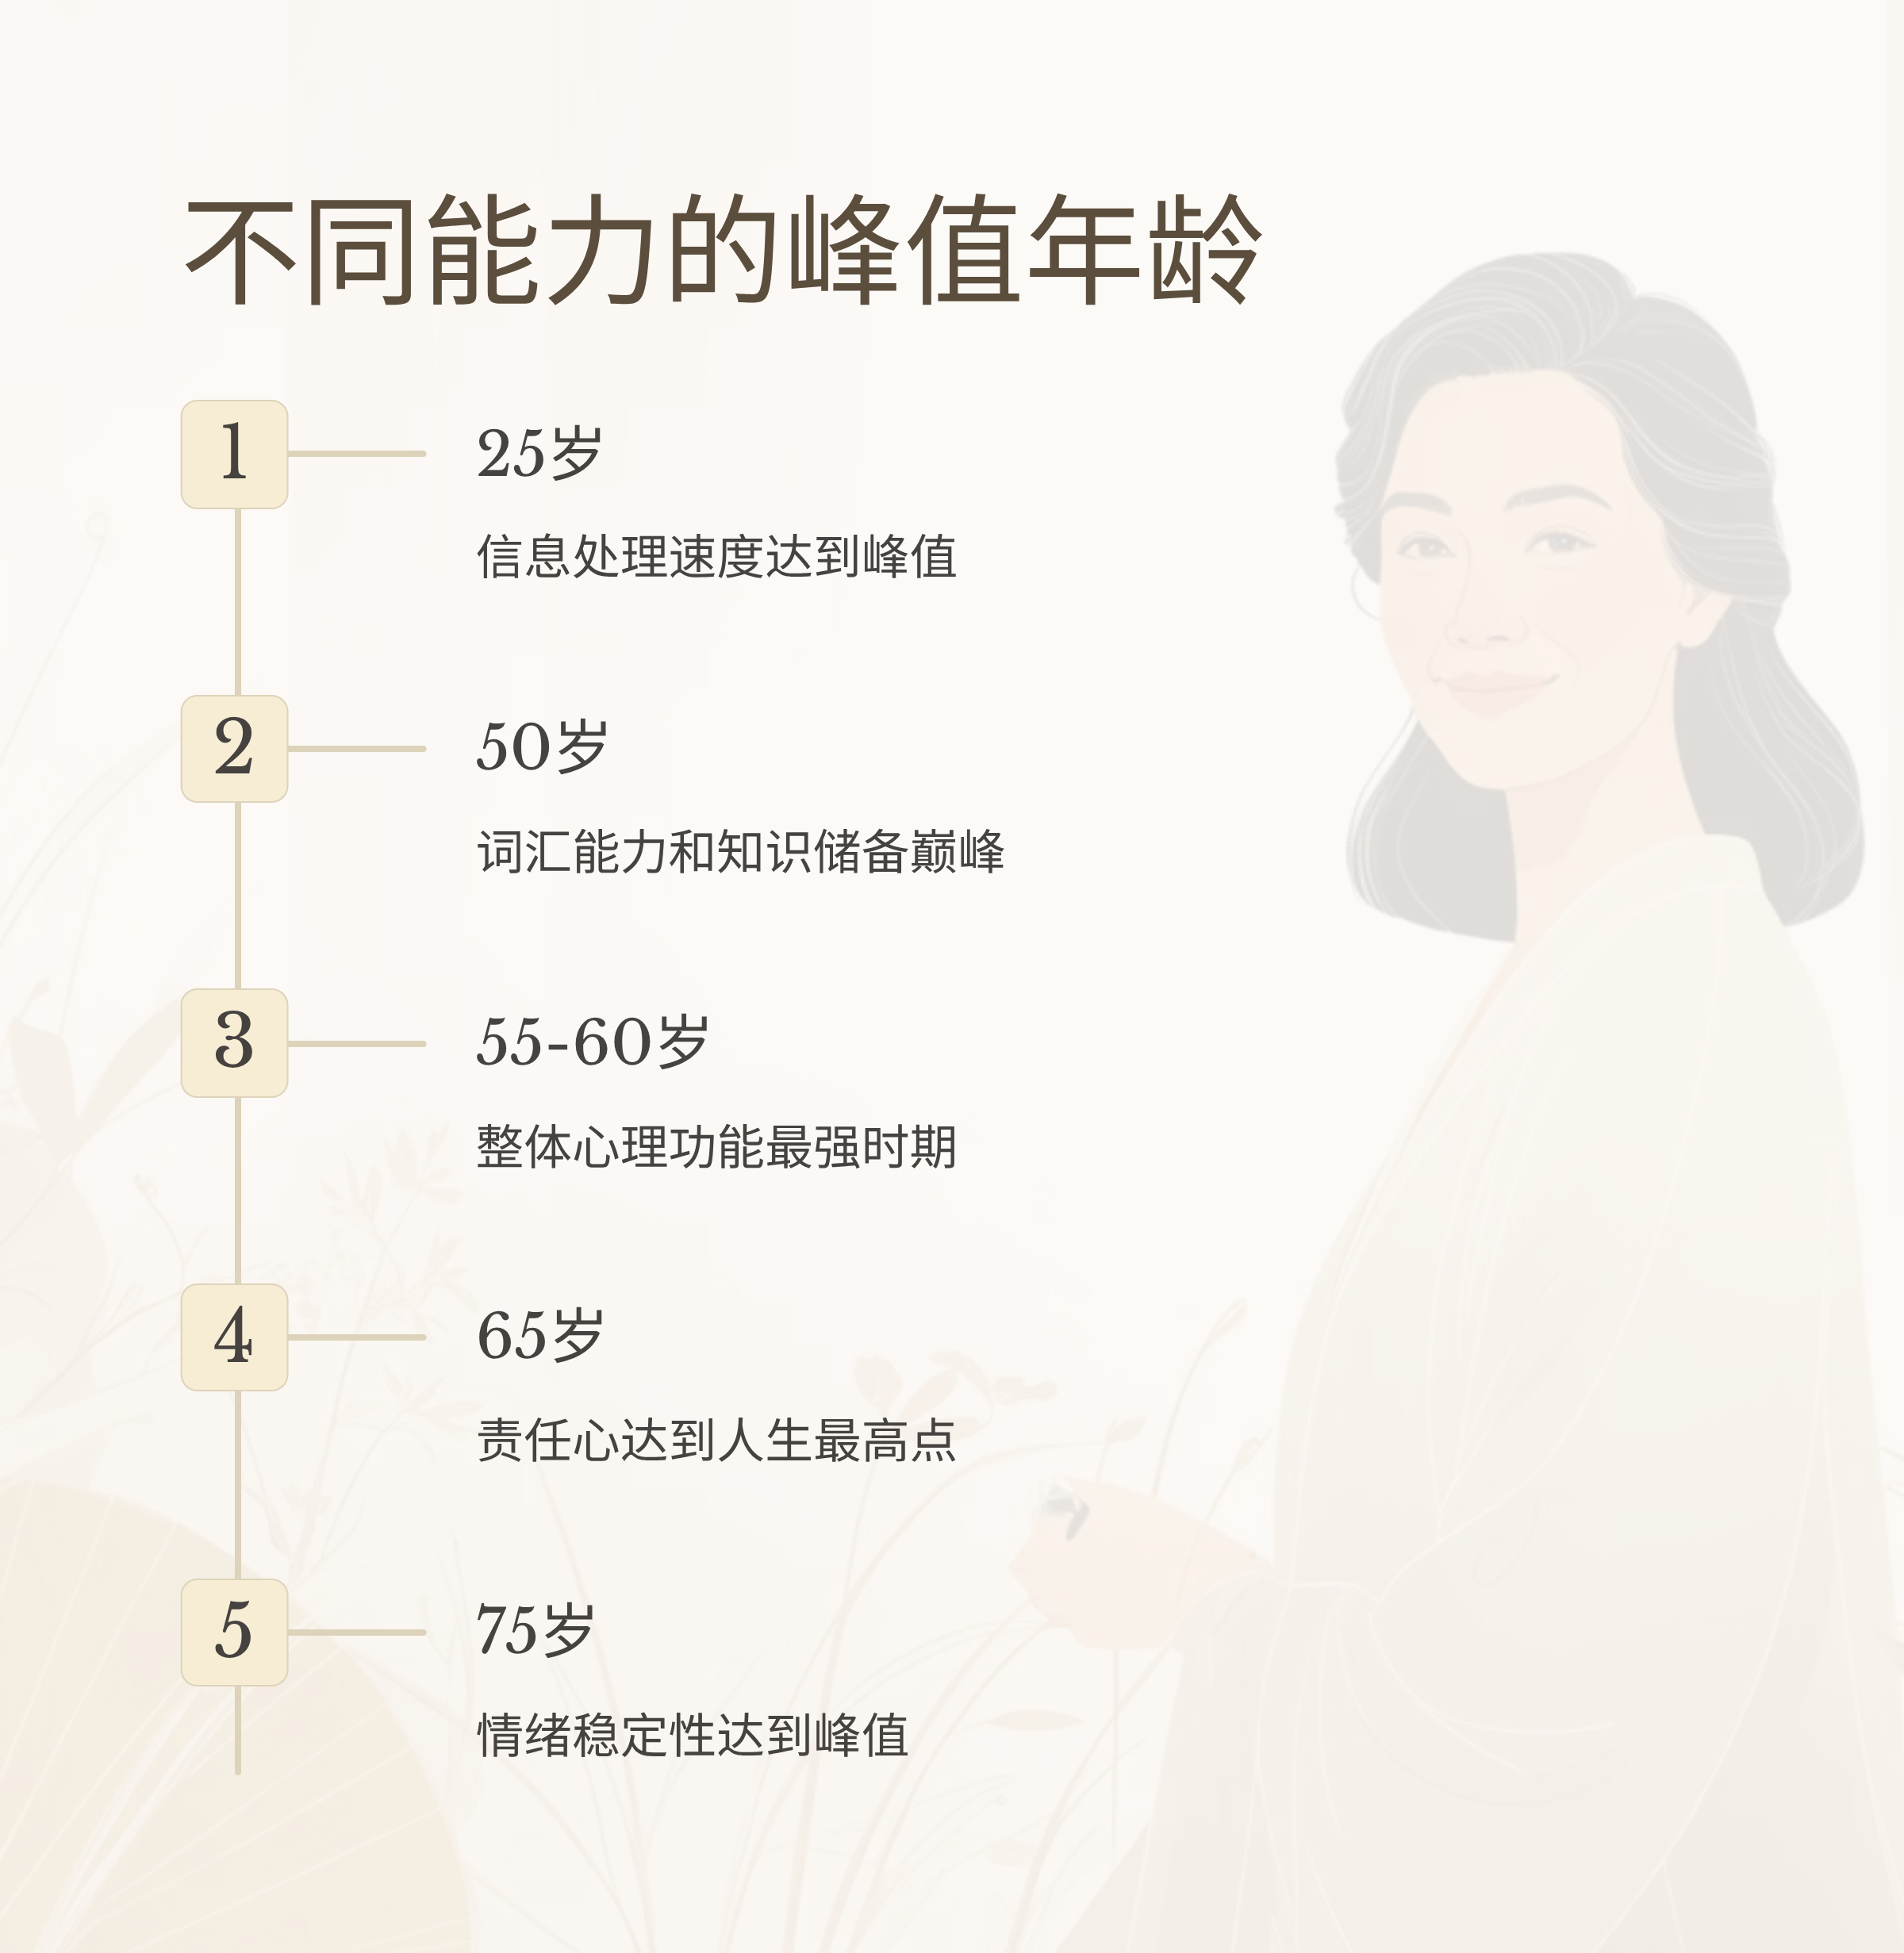 不同能力的峰值年龄
1
25岁
信息处理速度达到峰值
2
50岁
词汇能力和知识储备巅峰
3
55-60岁
整体心理功能最强时期
4
65岁
责任心达到人生最高点
5
75岁
情绪稳定性达到峰值